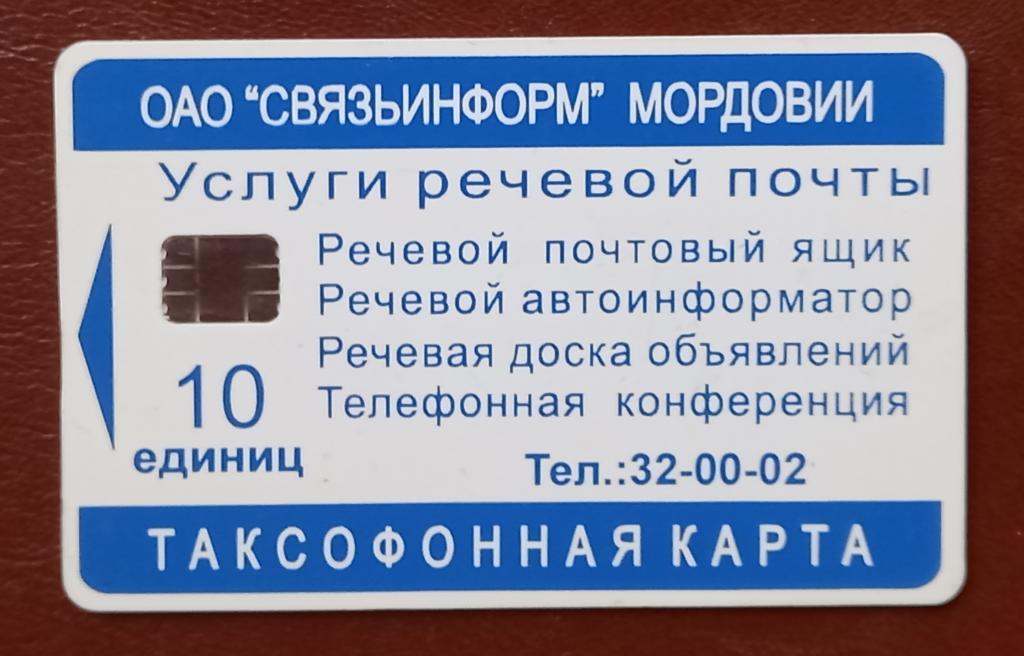 ОАО "СВЯЗЬИНФОРМ" МОРДОВИИ
Услуги речевой почты
Речевой почтовый ящик
Речевой автоинформатор
Речевая доска объявлений
Телефонная конференция
10
единиц
Тел.:32-00-02
ТАКСОФОННАЯ КАРТА